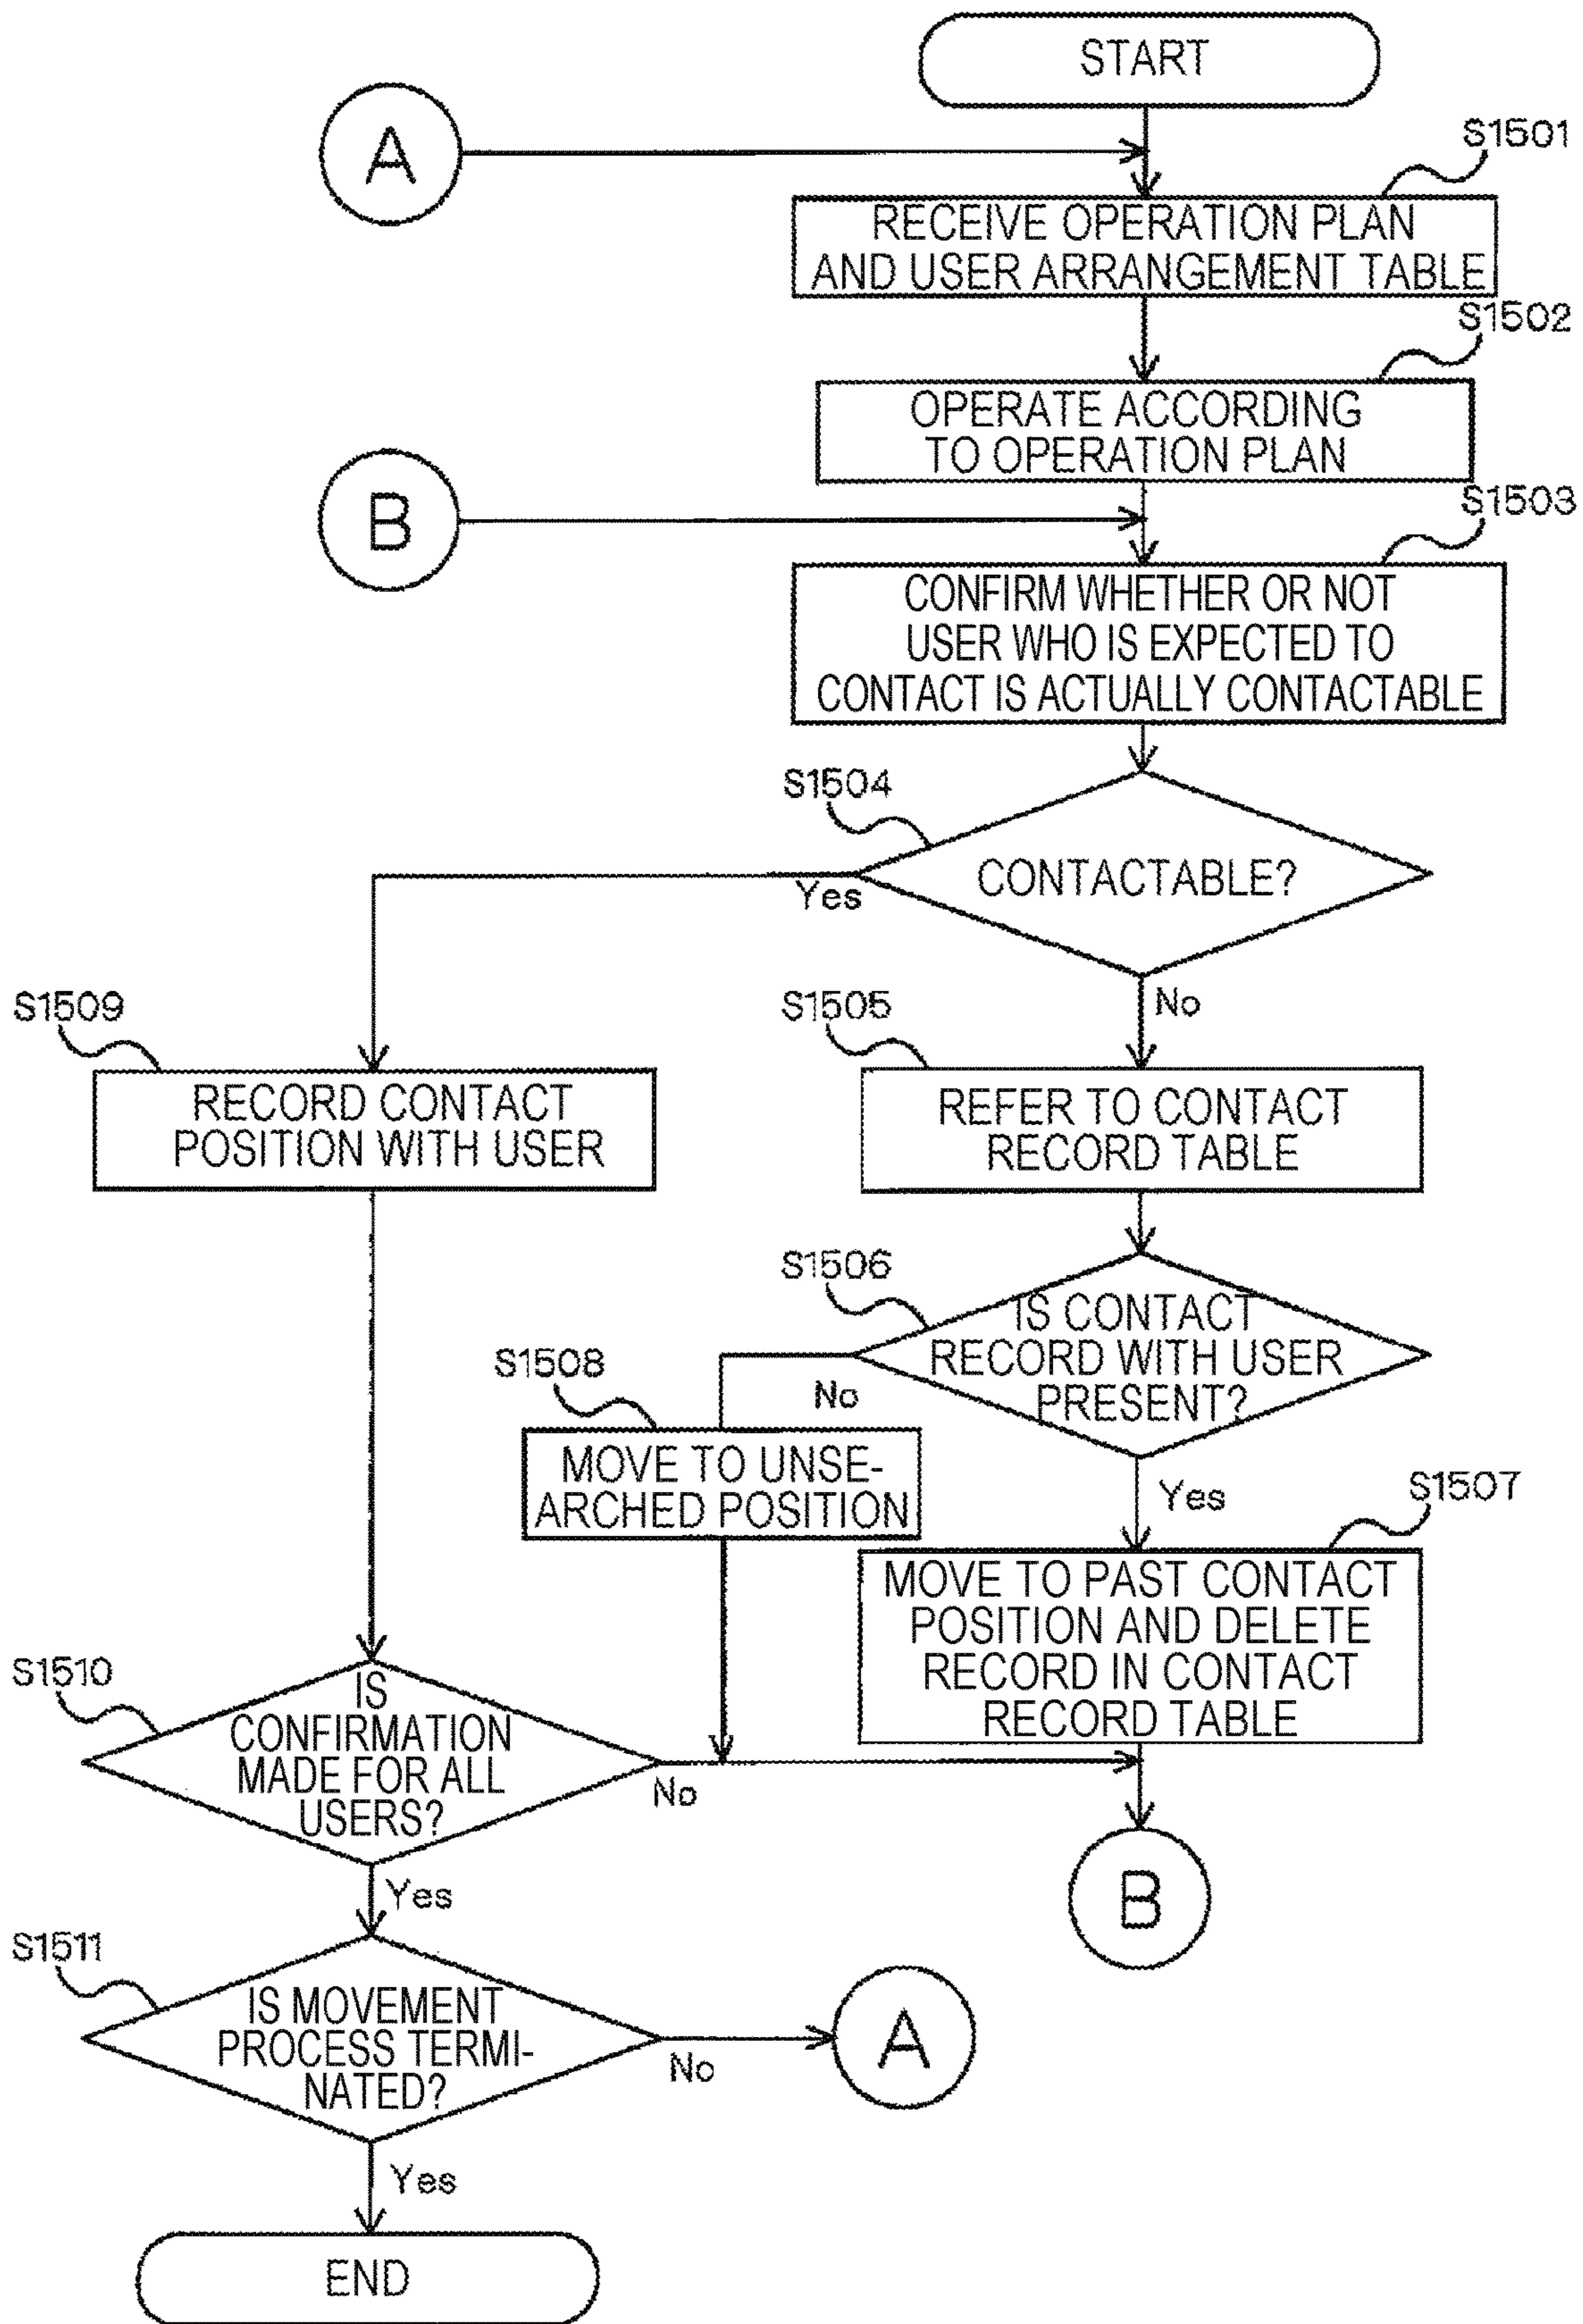 START
A
S1501
RECEIVE OPERATION PLAN
AND USER ARRANGEMENT TABLE
S1502
OPERATE ACCORDING
TO OPERATION PLAN
B
S1503
CONFIRM WHETHER OR NOT
USER WHO IS EXPECTED TO
CONTACT IS ACTUALLY CONTACTABLE
S1504
CONTACTABLE?
Yes
No
S1509
RECORD CONTACT
POSITION WITH USER
S1505
REFER TO CONTACT
RECORD TABLE
S1506
IS CONTACT
RECORD WITH USER
PRESENT?
No
Yes
S1508
MOVE TO UNSE-
ARCHED POSITION
S1507
MOVE TO PAST CONTACT
POSITION AND DELETE
RECORD IN CONTACT
RECORD TABLE
S1510
IS
CONFIRMATION
MADE FOR ALL
USERS?
No
Yes
B
S1511
IS MOVEMENT
PROCESS TERMI-
NATED?
No
A
Yes
END